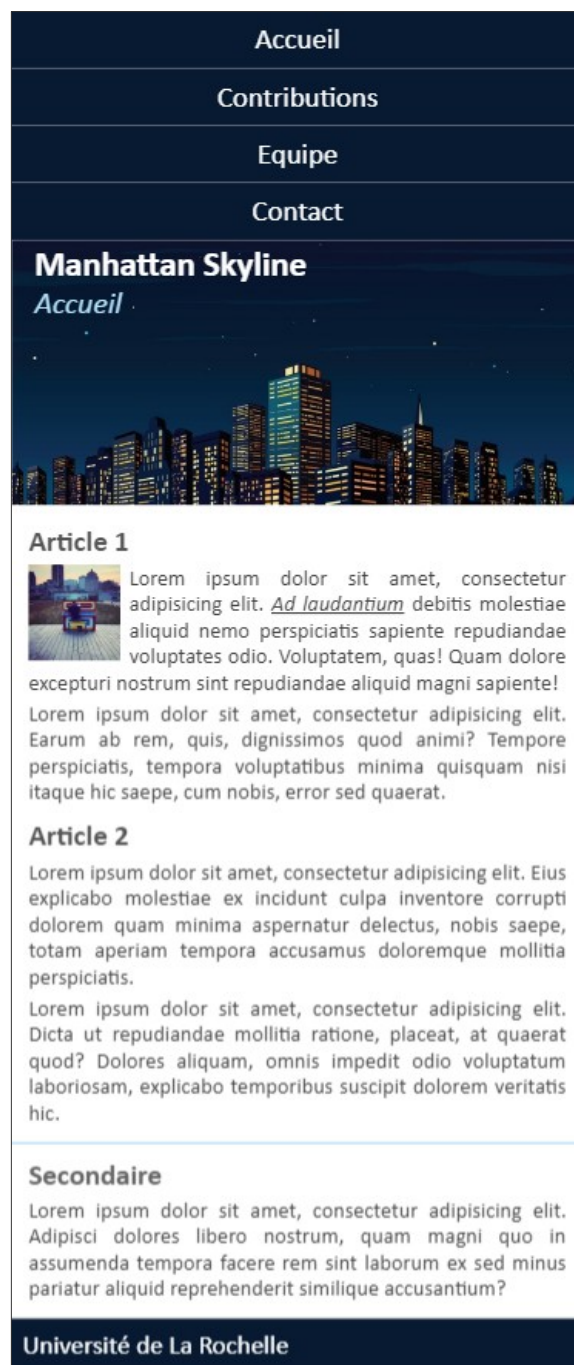 Accueil
Contributions
Equipe
Contact
Manhattan Skyline
Accueil
Article 1
Lorem ipsum dolor sit amet, consectetur
adipisicing elit. Ad laudantium debitis molestiae
aliquid nemo perspiciatis sapiente repudiandae
voluptates odio. Voluptatem, quas! Quam dolore
excepturi nostrum sint repudiandae aliquid magni sapiente!
Lorem ipsum dolor sit amet, consectetur adipisicing elit.
Earum ab rem, quis, dignissimos quod animi? Tempore
perspiciatis, tempora voluptatibus minima quisquam nisi
itaque hic saepe, cum nobis, error sed quaerat.
Article 2
Lorem ipsum dolor sit amet, consectetur adipisicing elit. Eius
explicabo molestiae ex incidunt culpa inventore corrupti
dolorem quam minima aspernatur delectus, nobis saepe,
totam aperiam tempora accusamus doloremque mollitia
perspiciatis.
Lorem ipsum dolor sit amet, consectetur adipisicing elit.
Dicta ut repudiandae mollitia ratione, placeat, at quaerat
quod? Dolores aliquam, omnis impedit odio voluptatum
laboriosam, explicabo temporibus suscipit dolorem veritatis
hic.
Secondaire
Lorem ipsum dolor sit amet, consectetur adipisicing elit.
Adipisci dolores libero nostrum, quam magni quo in
assumenda tempora facere rem sint laborum ex sed minus
pariatur aliquid reprehenderit similique accusantium?
Université de La Rochelle